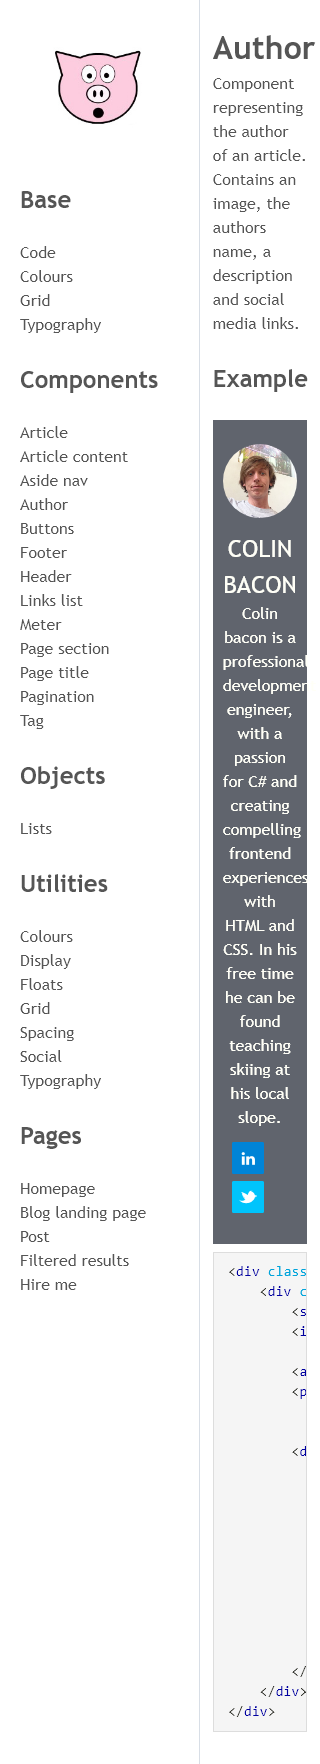 Base
Code
Colours
Grid
Typography
Components
Article
Article content
Aside nav
Author
Buttons
Footer
Header
Links list
Meter
Page section
Page title
Pagination
Tag
Objects
Lists
Utilities
Colours
Display
Floats
Grid
Spacing
Social
Typography
Pages
Homepage
Blog landing page
Post
Filtered results
Hire me
Author
Component
representing
the author
of an article.
Contains an
image, the
authors
name, a
description
and social
media links.
Example
COLIN
BACON
Colin
bacon is a
professional
developmer
engineer,
with a
passion
for C# and
creating
compelling
frontend
experiences
with
HTML and
CSS. In his
free time
he can be
found
teaching
skiing at
his local
slope.
in
<div class
<div c
<s
<i
<a
<p
<d
</
</div>
</div>